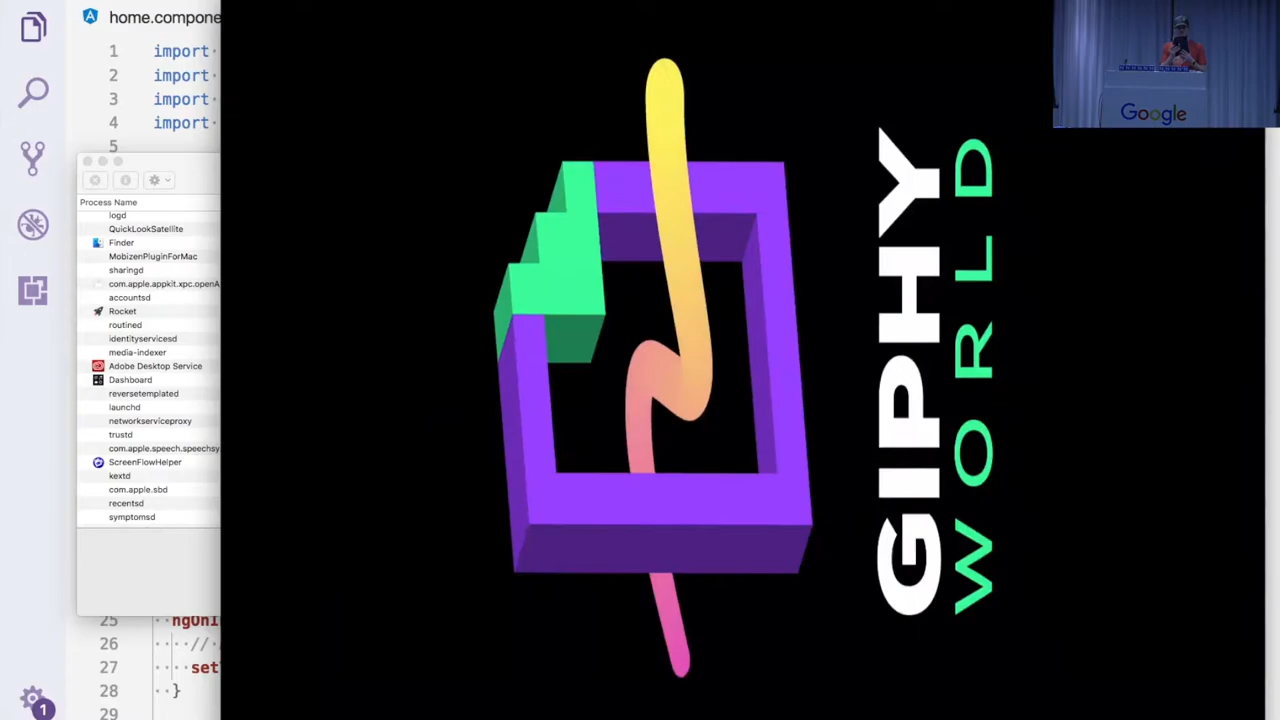 home.compone
1 import
2 import
3 import
4 import
5
Process Name
logd
QuickLookSatellite
Finder
MobizenPluginForMac
sharingd
com.apple.appkit.xpc.openA
accountsd
Rocket
routined
identityservicesd
media-indexer
Adobe Desktop Service
Dashboard
reversetemplated
launchd
networkserviceproxy
trustd
com.apple.speech.speechsy
ScreenFlowHelper
kextd
com.apple.sbd
recentsd
symptomsd
25 ngOnI
26 //
27 set
28 }
29
1
GIPHY
WORLD
Google